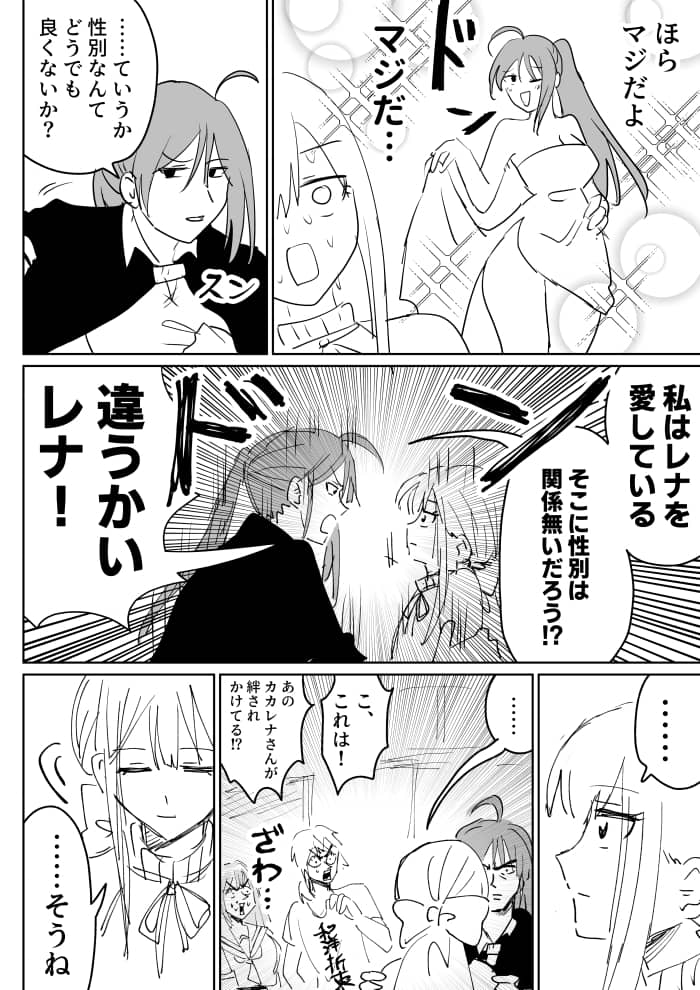 ほら
マジだよ
ドン
マジだ…
……ていうか
性別なんて
どうでも
良くないか？
スン
私はレナを
愛している
そこに性別は
関係無いだろう!?
ドーン
違うかい
レナ！
……
……
こ、
これは！
あの
カカレナさんが
絆され
かけてる!?
ざわ…
……そうね